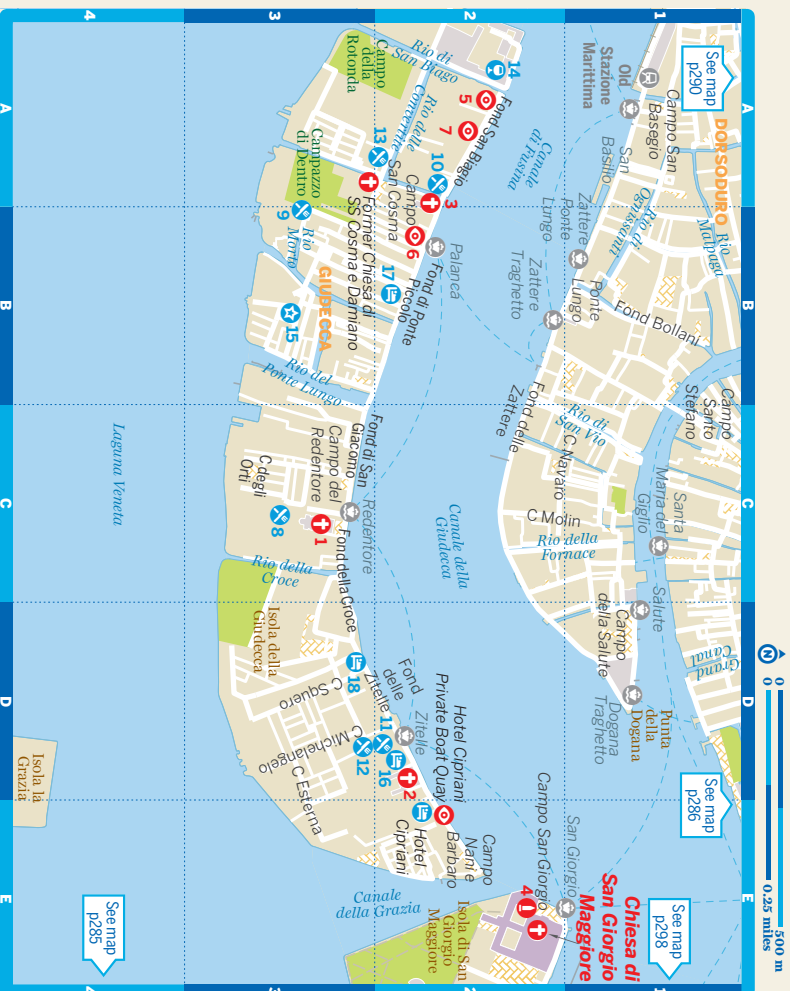 A
B
C
D
E
1
2
3
4
1
2
4
A
B
C
D
E
0
500 m
0
0.25 miles
N
See map
p290
See map
p286
See map
p298
See map
p285
DORSODURO
Old
Stazione
Marittima
Campo San
Basegio
San
Basilio
Rio di
Ognissanti
Rio di
Malpaga
Zattere
Ponte
Lungo
Ponte
Lungo
Zattere
Traghetto
Fond Bollani
Fond delle
Zattere
Rio di
San Vio
C Navaro
Campo
Santo
Stefano
Santa
Maria del
Giglio
C Molin
Rio della
Fornace
Salute
Campo
della Salute
Grand
Canal
Punta
della
Dogana
Dogana
Traghetto
Canale
di Fusina
Canale della
Giudecca
Rio di
San Biago
14
5
7
Fond San Biagio
Campo
della
Rotonda
Rio delle
Convertite
13
10
3
Campo
San Cosma
6
Palanca
Former Chiesa di
SS Cosma e Damiano
Campazzo
di Dentro
9
Rio
Morto
17
Fond di Ponte
Piccolo
GIUDECCA
15
Rio del
Ponte Lungo
Fond di San
Giacomo
Campo del
Redentore
Redentore
C degli
Orti
8
1
Fond della Croce
Rio della
Croce
Isola della
Giurdecca
18
C Squero
Fond
delle
Zitelle
Zitelle
11
12
16
2
C Michelangelo
C Esterna
Hotel Cipriani
Private Boat Quay
Hotel
Cipriani
Campo
Nani e
Barbaro
Campo San Giorgio
San Giorgio
4
Chiesa di
San Giorgio
Maggiore
Isola di San
Giorgio
Maggiore
Canale
della Grazia
Laguna Veneta
Isola la
Grazia